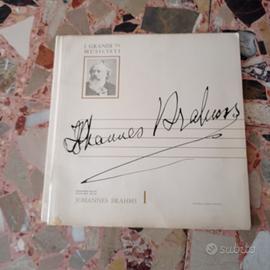 I GRANDI
MUSICISTI
Johannes Brahms
JOHANNES BRAHMS I
subito